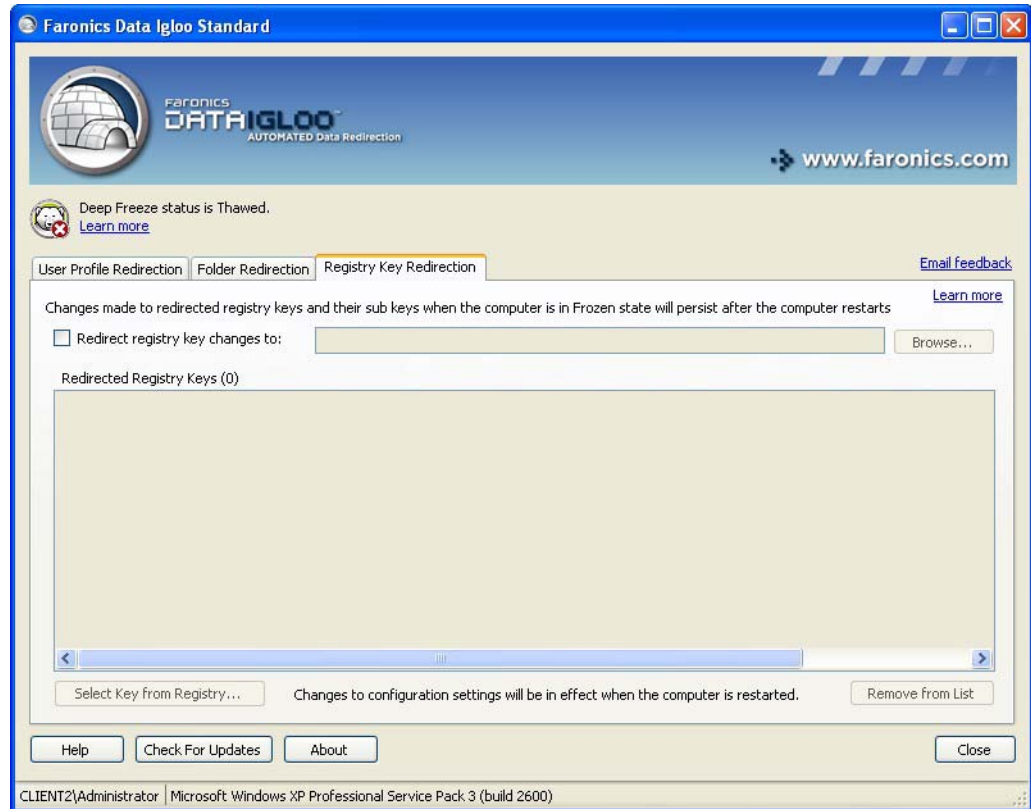 Faronics Data Igloo Standard
FARONICS
DATAIGLOO™
AUTOMATED Data Redirection
www.faronics.com
Deep Freeze status is Thawed.
Learn more
User Profile Redirection Folder Redirection Registry Key Redirection
Email feedback
Learn more
Changes made to redirected registry keys and their sub keys when the computer is in Frozen state will persist after the computer restarts
Redirect registry key changes to: Browse...
Redirected Registry Keys (0)
Select Key from Registry... Changes to configuration settings will be in effect when the computer is restarted. Remove from List
Help Check For Updates About Close
CLIENT2\Administrator Microsoft Windows XP Professional Service Pack 3 (build 2600)